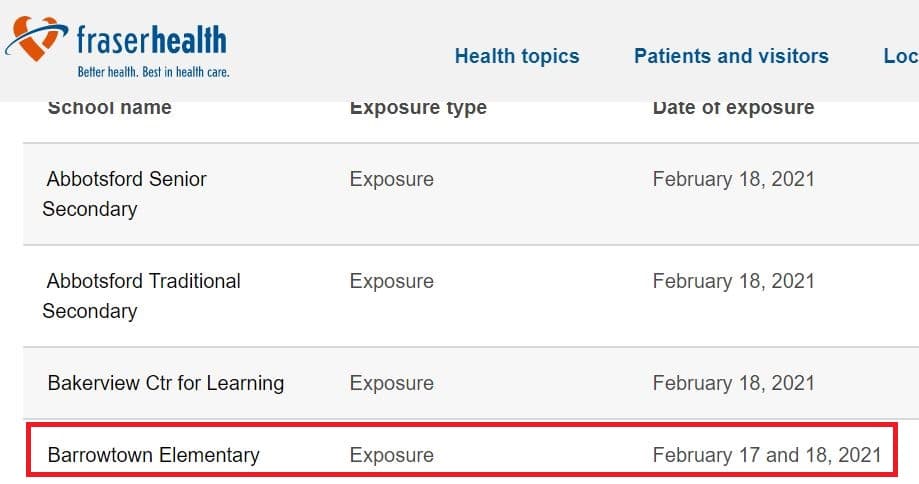 fraserhealth
Better health. Best in health care.
Health topics Patients and visitors Loc
School name Exposure type Date of exposure
Abbotsford Senior Exposure February 18, 2021
Secondary
Abbotsford Traditional Exposure February 18, 2021
Secondary
Bakerview Ctr for Learning Exposure February 18, 2021
Barrowtown Elementary Exposure February 17 and 18, 2021